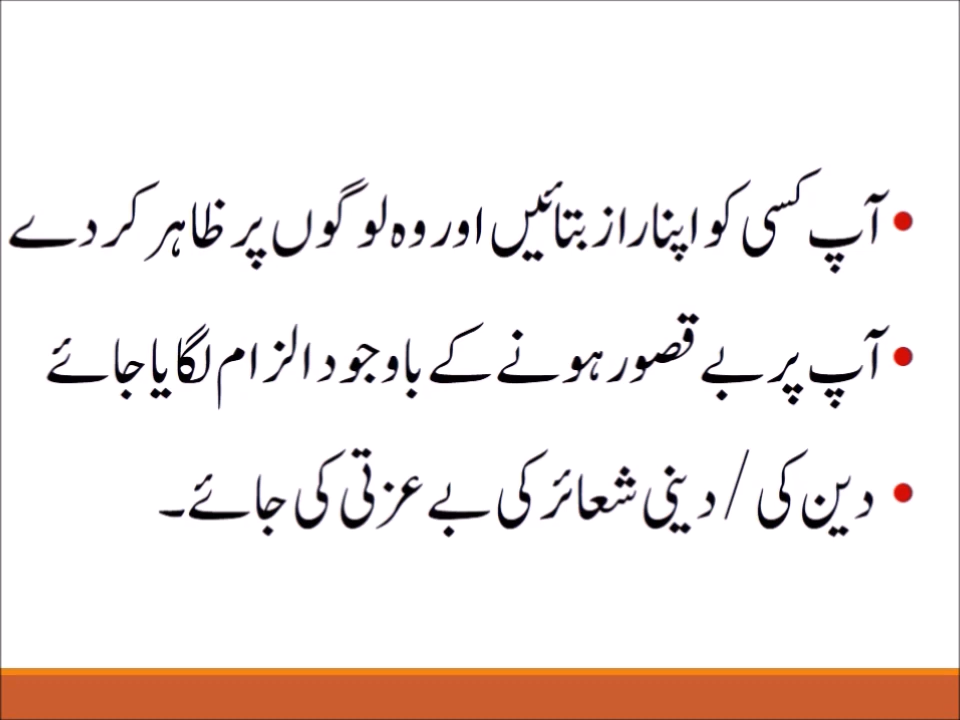 • آپ کسی کو اپنا راز بتائیں اور وہ لوگوں پر ظاہر کر دے
• آپ پر بے قصور ہونے کے باوجود الزام لگایا جائے
• دین کی / دینی شعائر کی بے عزتی کی جائے۔